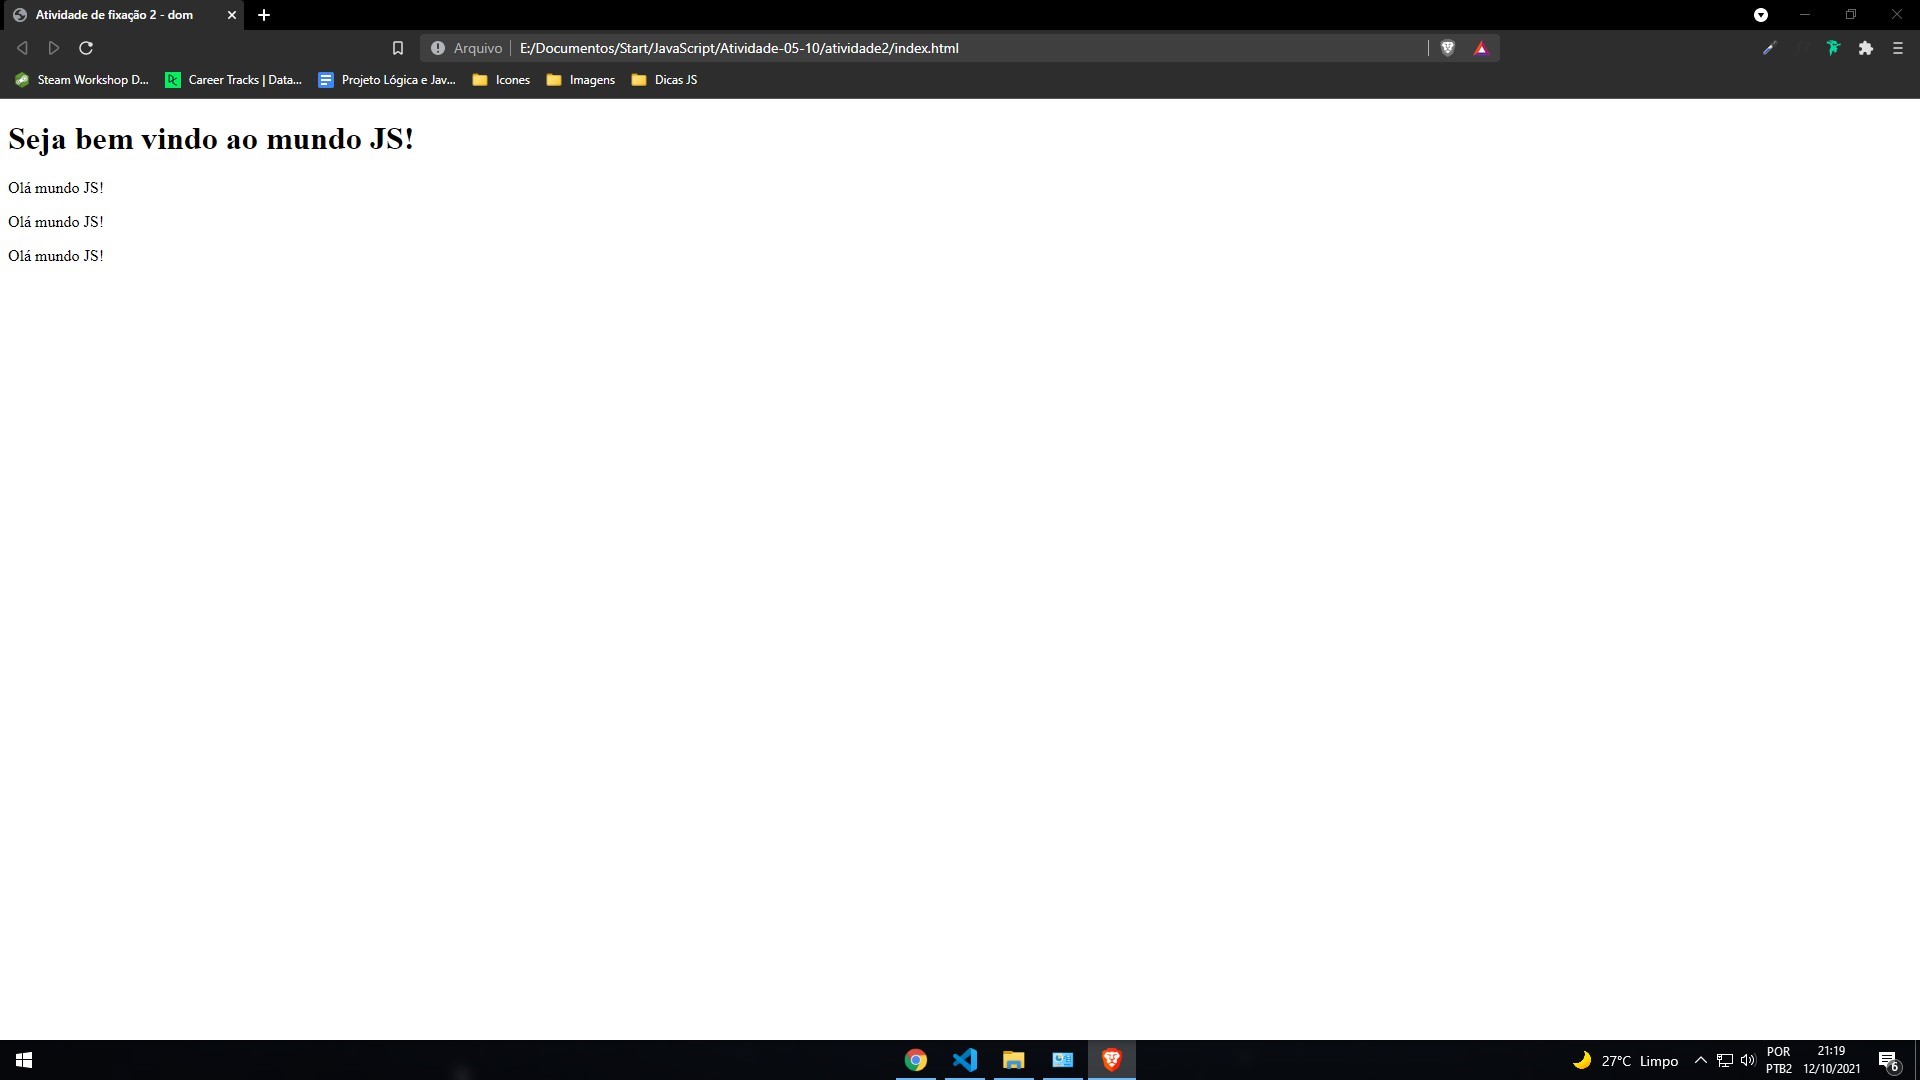 Atividade de fixação 2 - dom
Arquivo E:/Documentos/Start/JavaScript/Atividade-05-10/atividade2/index.html
Steam Workshop D... Career Tracks | Data... Projeto Lógica e Jav... Icones Imagens Dicas JS
Seja bem vindo ao mundo JS!
Olá mundo JS!
Olá mundo JS!
Olá mundo JS!
27°C Limpo
POR
PTB2
21:19
12/10/2021
6